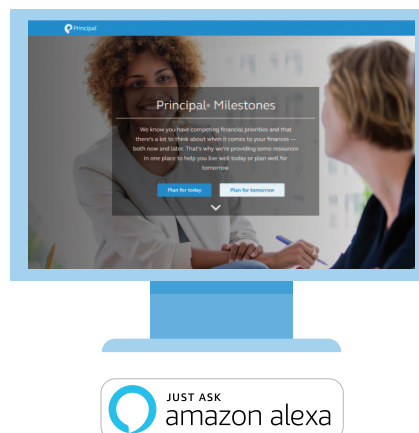 Principal
Principal® Milestones
We know you have competing financial priorities and that
there's a lot to think about when it comes to your finances —
both now and later. That's why we're providing some resources
in one place to help you live well today or plan well for
tomorrow.
Plan for today Plan for tomorrow
JUST ASK
amazon alexa